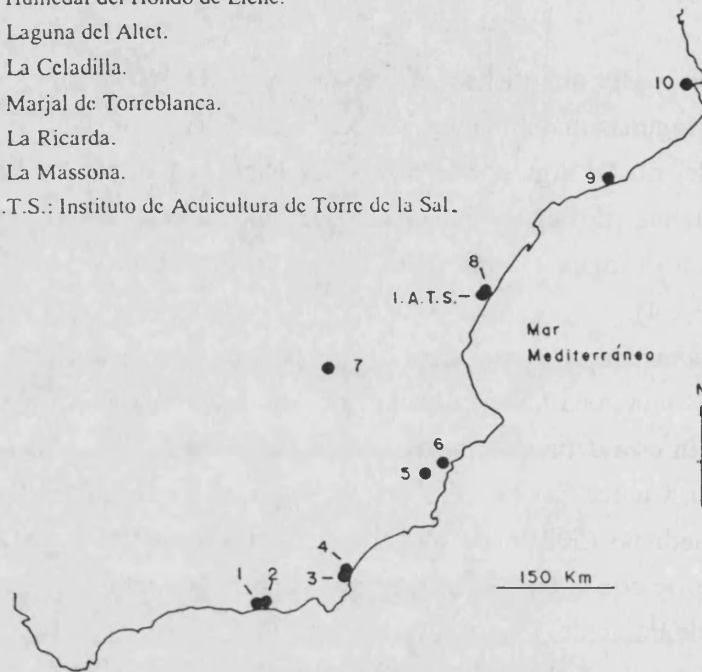 Humedal del Hondo de Elche.
Laguna del Altet.
La Celadilla.
Marjal de Torreblanca.
La Ricarda.
La Massona.
.T.S.: Instituto de Acuicultura de Torre de la Sal.
10
9
8
I.A.T.S.
Mar
Mediterráneo
7
N
6
5
4
3
1 2
150 Km